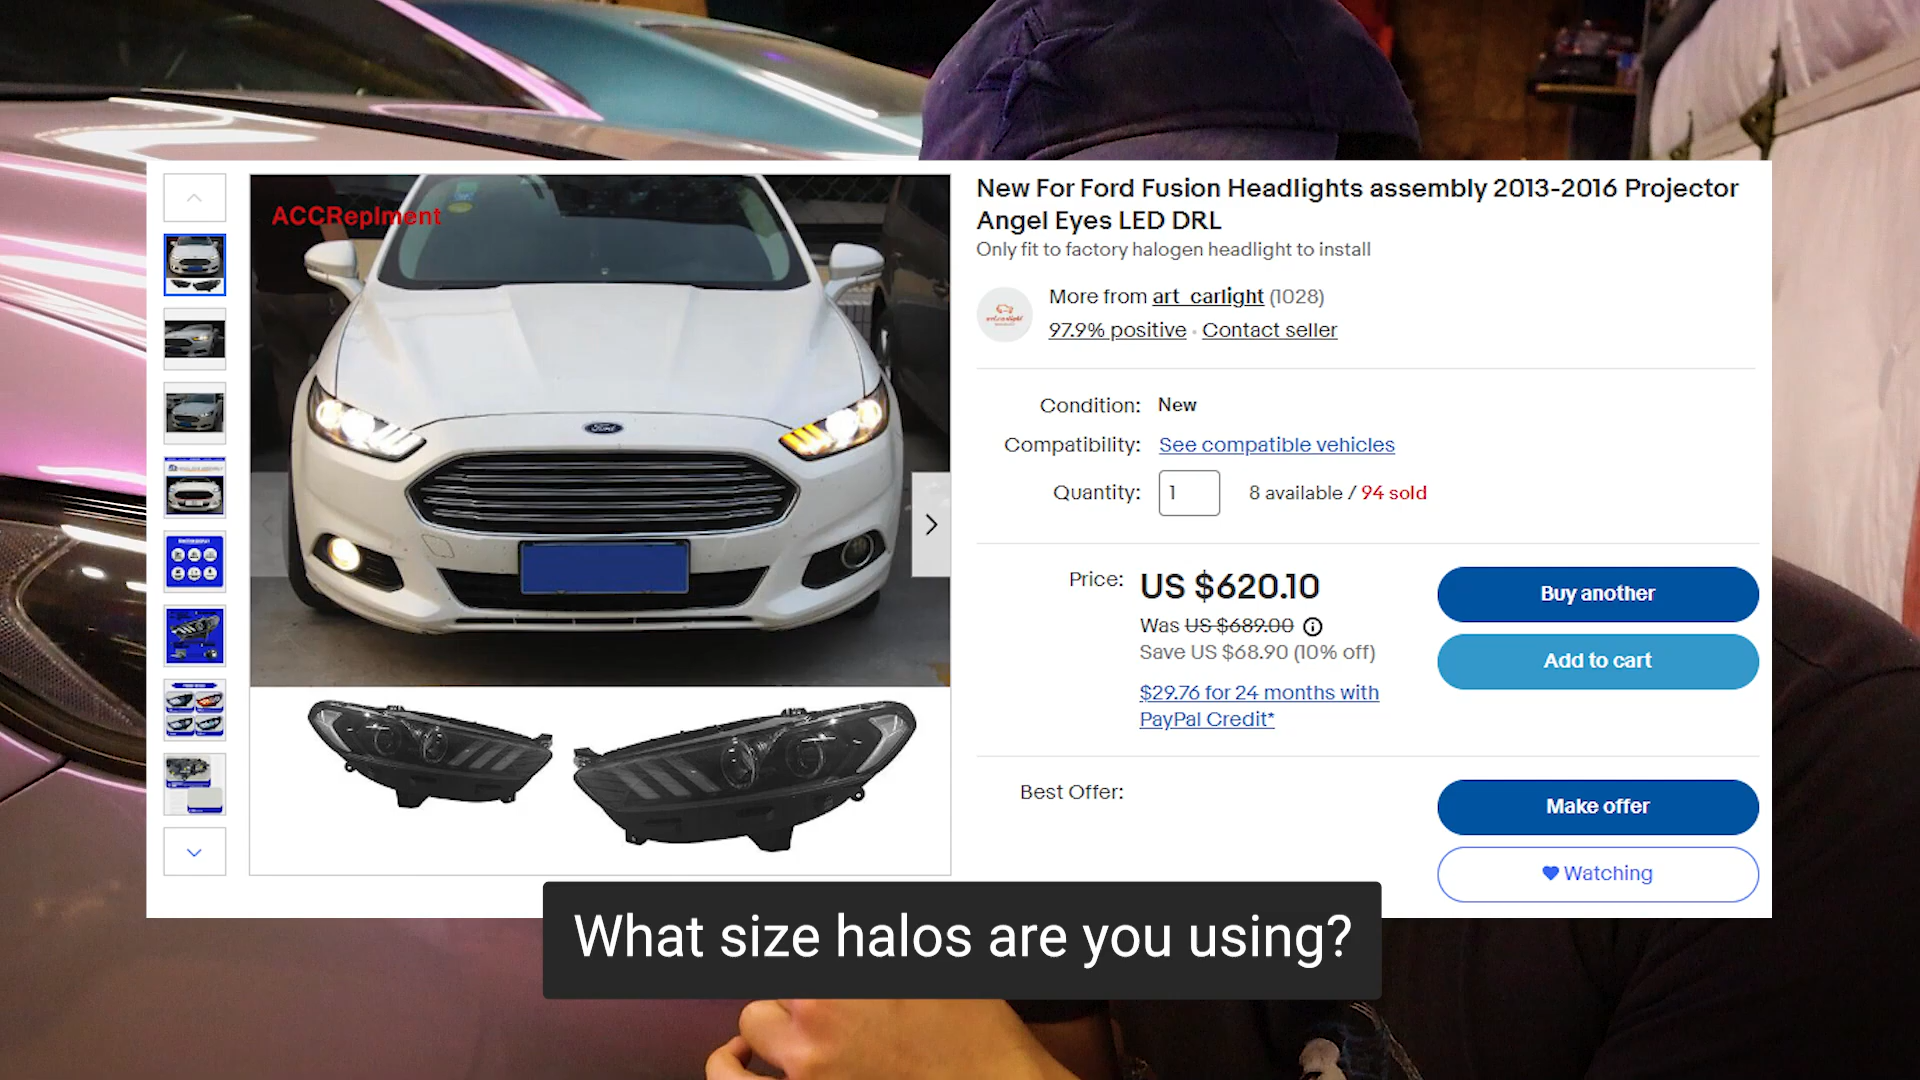 ACCReplment
Ford
New For Ford Fusion Headlights assembly 2013-2016 Projector
Angel Eyes LED DRL
Only fit to factory halogen headlight to install
More from art_carlight (1028)
97.9% positive • Contact seller
Condition: New
Compatibility: See compatible vehicles
Quantity: 1 8 available / 94 sold
Price: US $620.10
Was US $689.00
Save US $68.90 (10% off)
$29.76 for 24 months with
PayPal Credit*
Buy another
Add to cart
Best Offer:
Make offer
Watching
What size halos are you using?